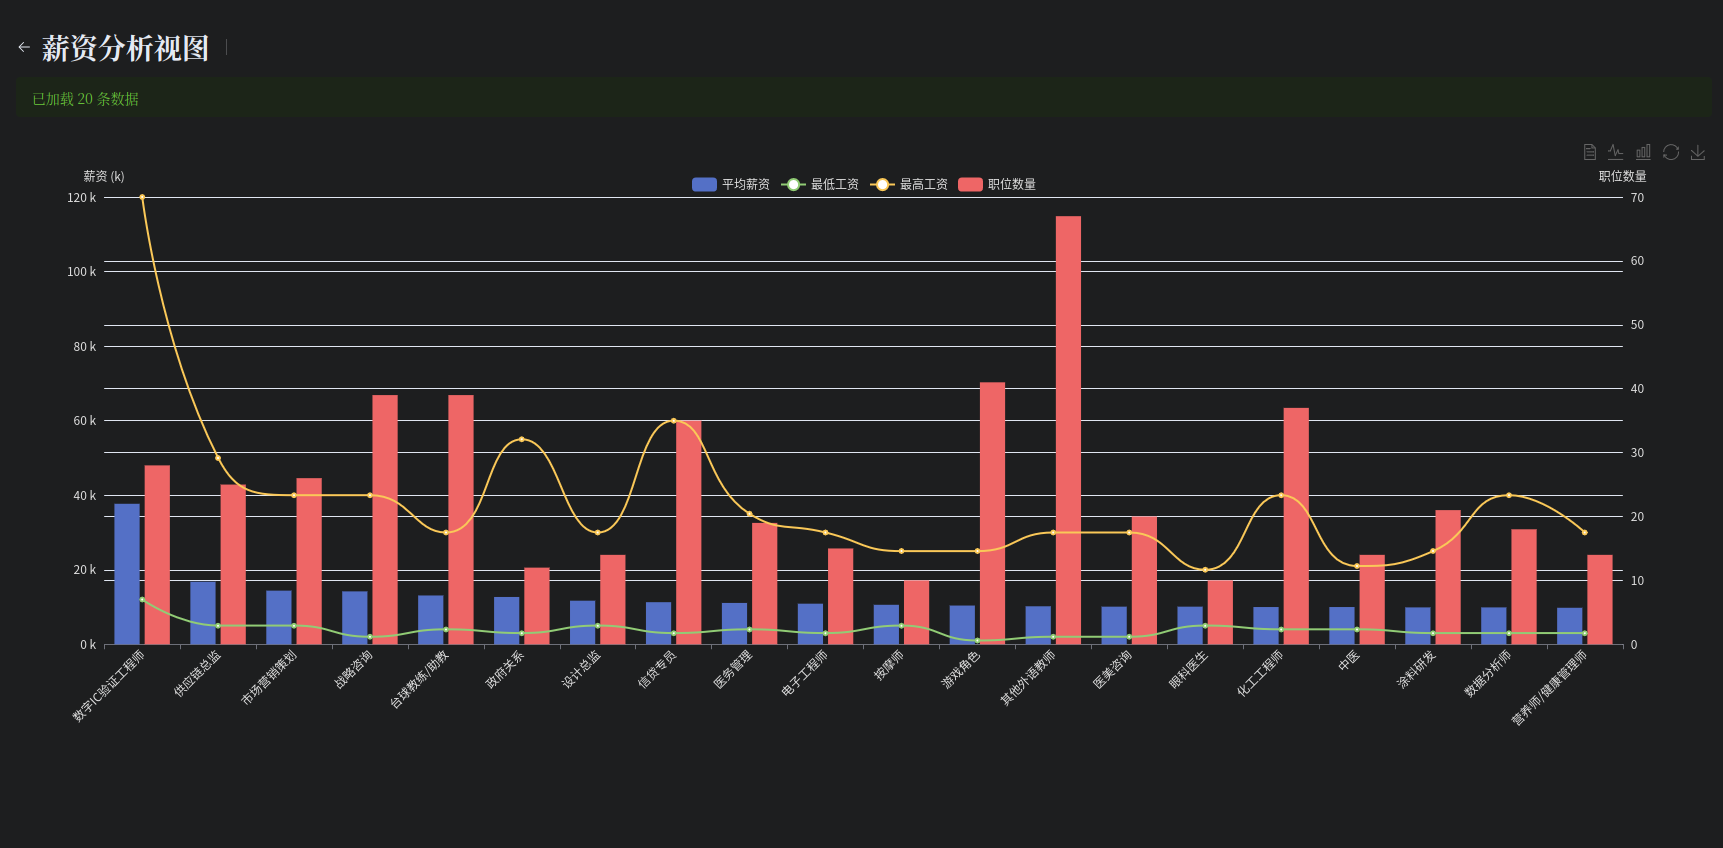 薪资分析视图
已加载 20 条数据
薪资 (k)
平均薪资 最低工资 最高工资 职位数量
职位数量
120 k
100 k
80 k
60 k
40 k
20 k
0 k
70
60
50
40
30
20
10
0
数字IC验证工程师
供应链总监
市场营销策划
战略咨询
台球教练/助教
政府关系
设计总监
信贷专员
医务管理
电子工程师
按摩师
游戏角色
其他外语教师
医美咨询
眼科医生
化工工程师
中医
涂料研发
数据分析师
营养师/健康管理师